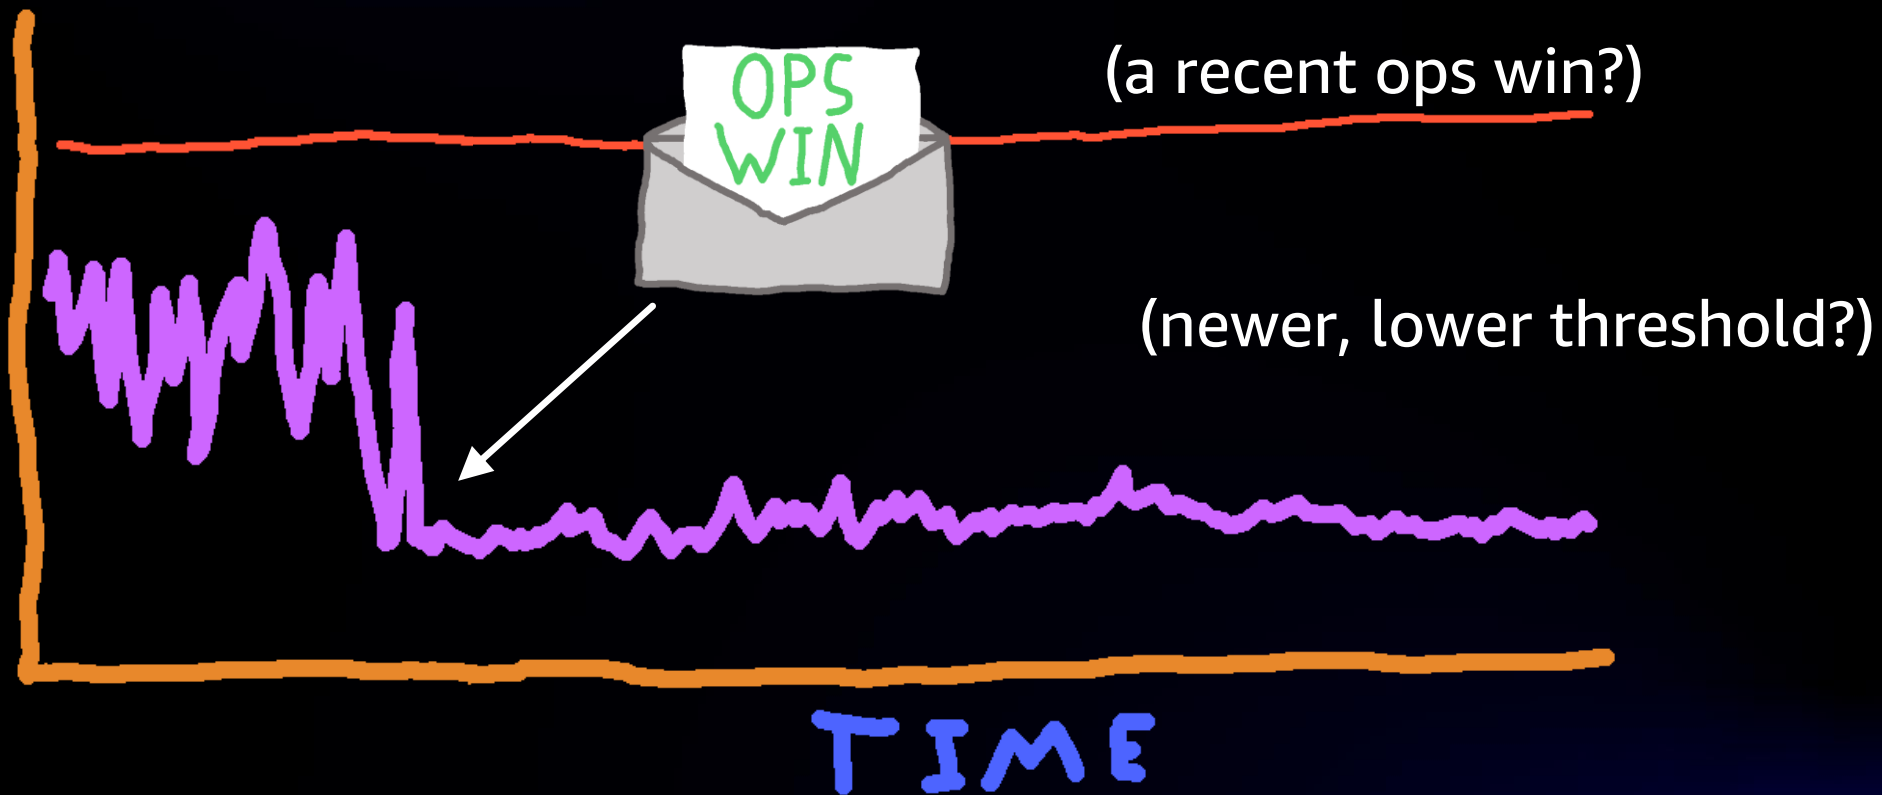 OPS
WIN
(a recent ops win?)
(newer, lower threshold?)
TIME